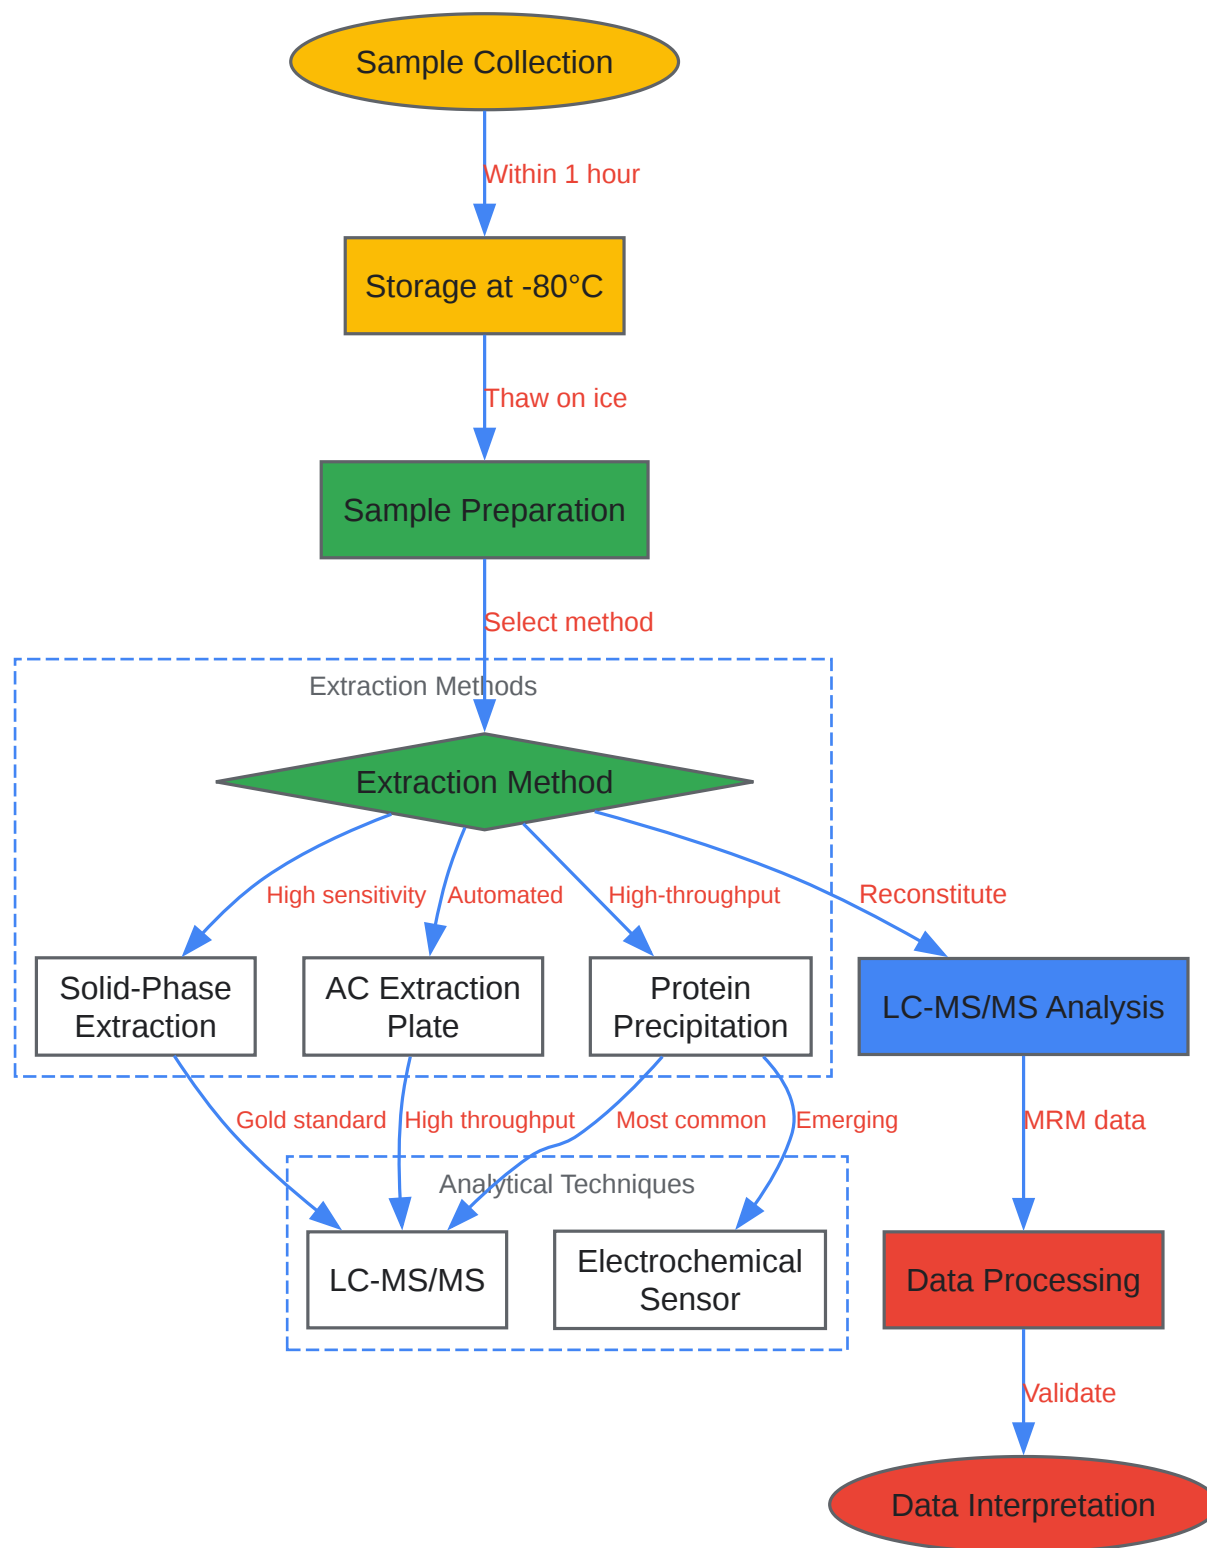 Sample Collection
Within 1 hour
Storage at -80°C
Thaw on ice
Sample Preparation
Select method
Extraction Methods
Extraction Method
High sensitivity
Automated
High-throughput
Reconstitute
Solid-Phase
Extraction
AC Extraction
Plate
Protein
Precipitation
LC-MS/MS Analysis
Gold standard
High throughput
Most common
Emerging
MRM data
Analytical Techniques
LC-MS/MS
Electrochemical
Sensor
Data Processing
Validate
Data Interpretation